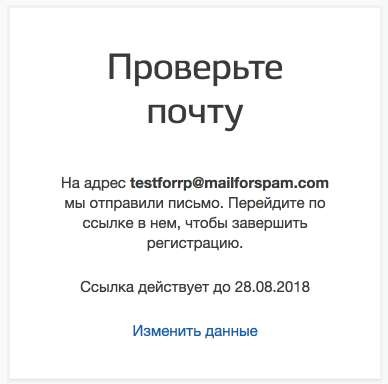 Проверьте
почту
На адрес testforrp@mailforspam.com
мы отправили письмо. Перейдите по
ссылке в нем, чтобы завершить
регистрацию.
Ссылка действует до 28.08.2018
Изменить данные